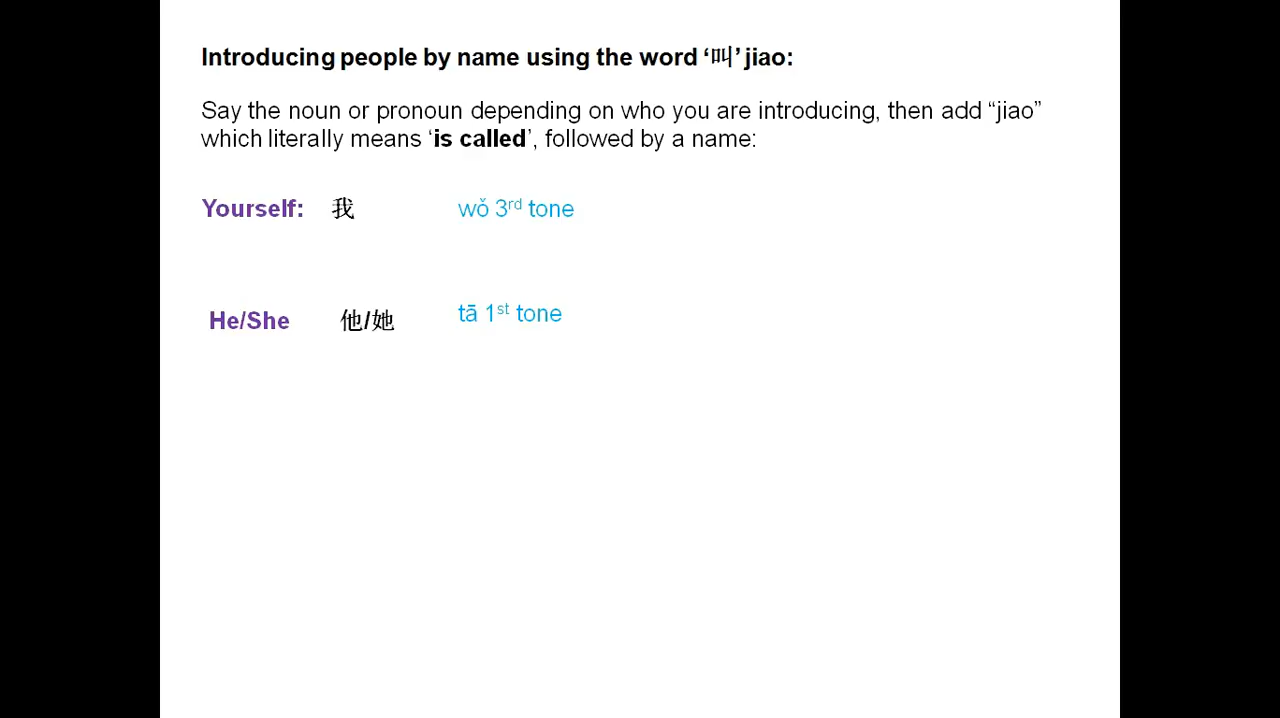 Introducing people by name using the word ‘叫’ jiao:
Say the noun or pronoun depending on who you are introducing, then add “jiao”
which literally means ‘is called’, followed by a name:
Yourself: 我 wǒ 3rd tone
He/She 他/她 tā 1st tone